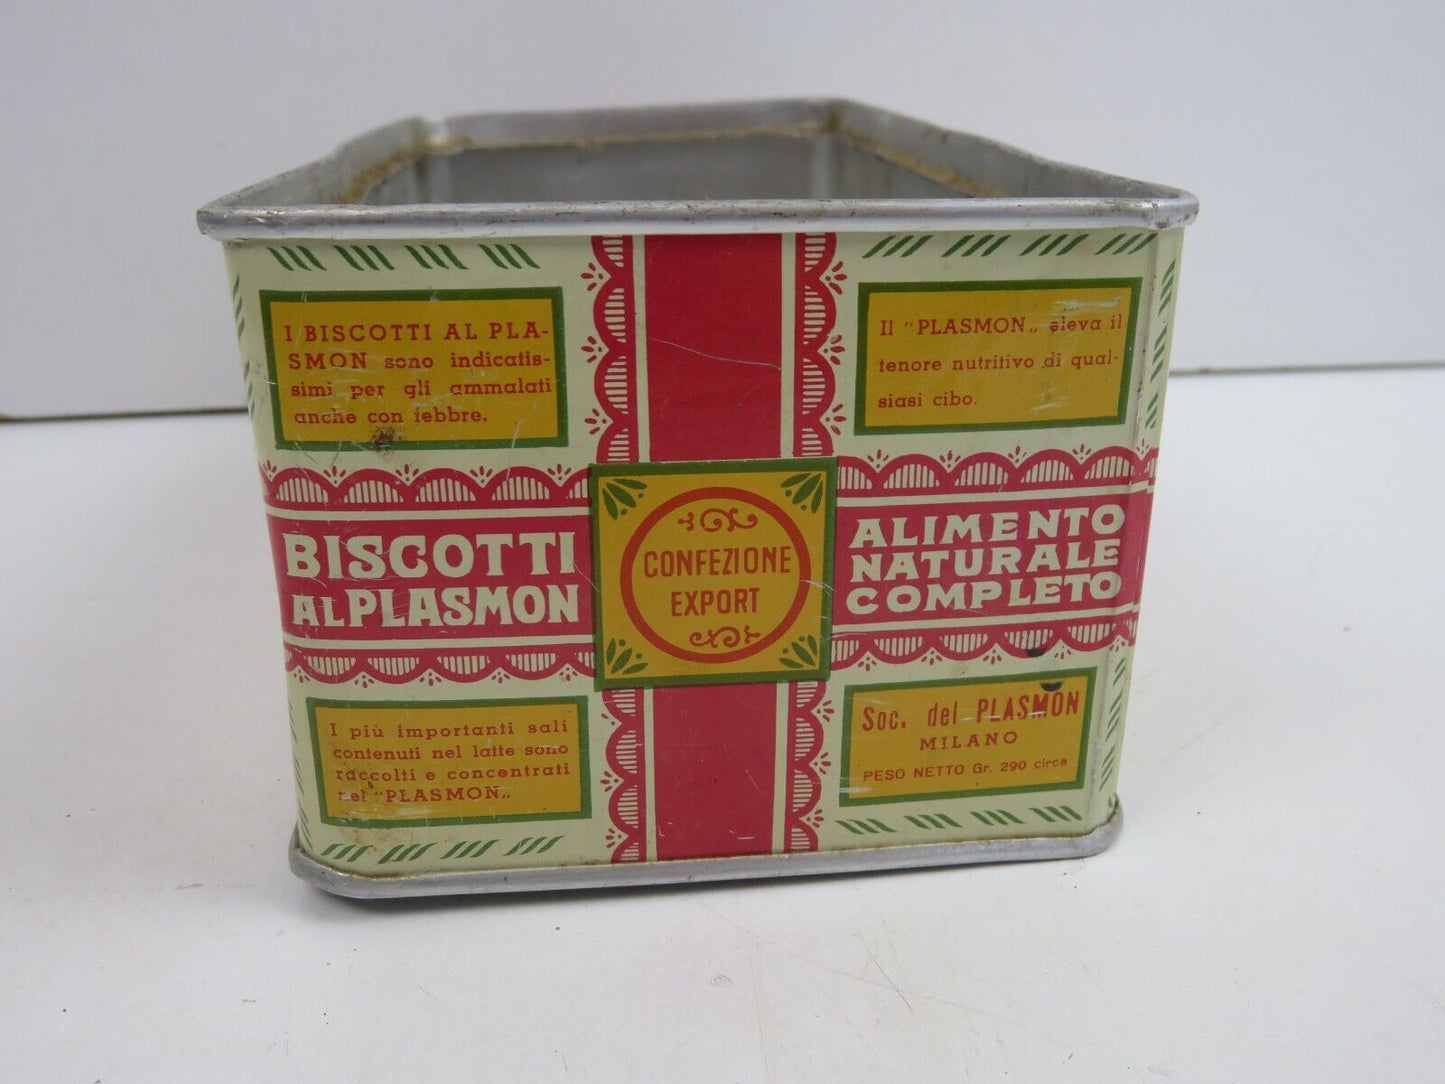 I BISCOTTI AL PLA-
SMON sono indicatis-
simi per gli ammalati
anche con febbre.
Il "PLASMON„ eleva il
tenore nutritivo di qual-
siasi cibo.
BISCOTTI
AL PLASMON
CONFEZIONE
EXPORT
ALIMENTO
NATURALE
COMPLETO
I più importanti sali
contenuti nel latte sono
raccolti e concentrati
nel "PLASMON„
Soc. del PLASMON
MILANO
PESO NETTO Gr. 290 circa